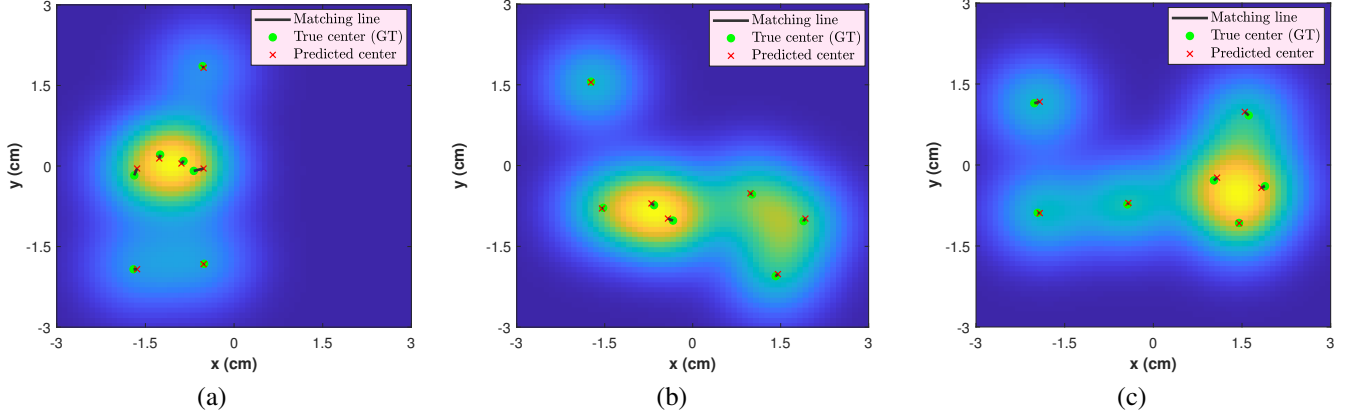 3
1.5
0
-1.5
-3
y (cm)
-3
-1.5
0
1.5
3
x (cm)
Matching line
True center (GT)
Predicted center
(a)
3
1.5
0
-1.5
-3
y (cm)
-3
-1.5
0
1.5
3
x (cm)
Matching line
True center (GT)
Predicted center
(b)
3
1.5
0
-1.5
-3
y (cm)
-3
-1.5
0
1.5
3
x (cm)
Matching line
True center (GT)
Predicted center
(c)